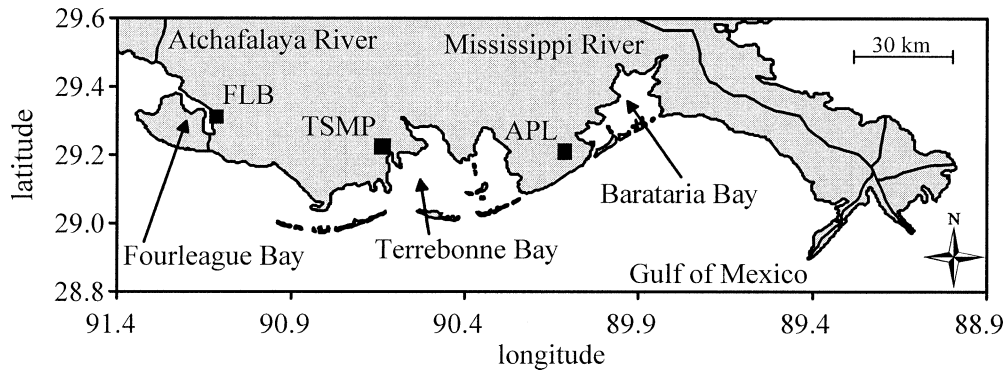 29.6
Atchafalaya River
Mississippi River
30 km
29.4
FLB
TSMP
APL
29.2
latitude
Barataria Bay
29.0
N
Fourleague Bay
Terrebonne Bay
Gulf of Mexico
28.8
91.4 90.9 90.4 89.9 89.4 88.9
longitude